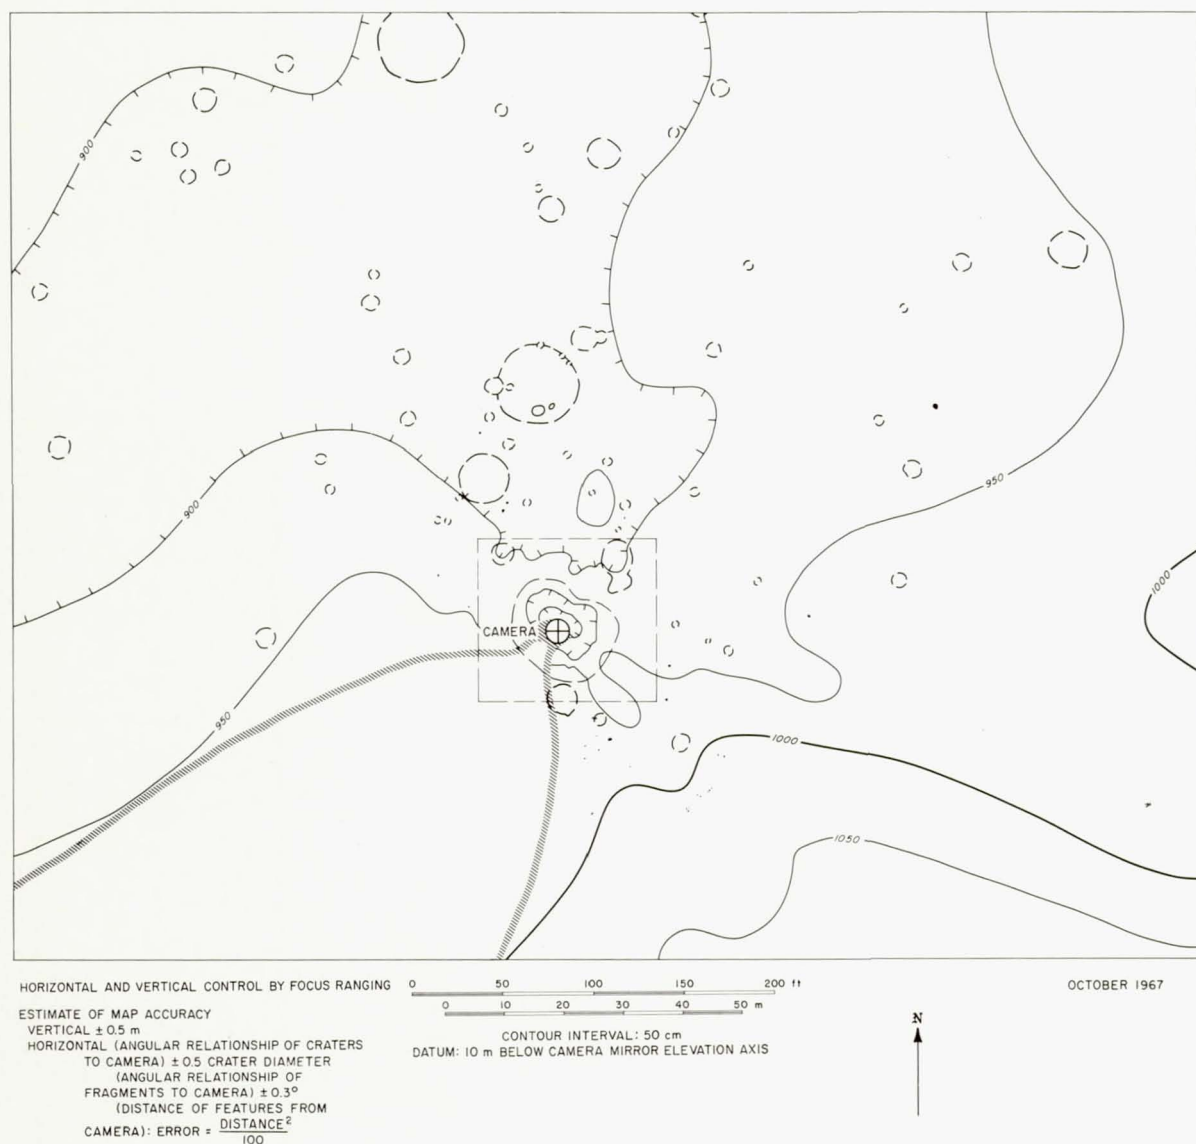 900
900
950
CAMERA
950
1000
1000
1050
HORIZONTAL AND VERTICAL CONTROL BY FOCUS RANGING
0 50 100 150 200 ft
0 10 20 30 40 50 m
OCTOBER 1967
ESTIMATE OF MAP ACCURACY
VERTICAL ± 0.5 m
HORIZONTAL (ANGULAR RELATIONSHIP OF CRATERS
TO CAMERA) ± 0.5 CRATER DIAMETER
(ANGULAR RELATIONSHIP OF
FRAGMENTS TO CAMERA) ± 0.3°
(DISTANCE OF FEATURES FROM
CAMERA): ERROR = DISTANCE²
100
CONTOUR INTERVAL: 50 cm
DATUM: 10 m BELOW CAMERA MIRROR ELEVATION AXIS
N